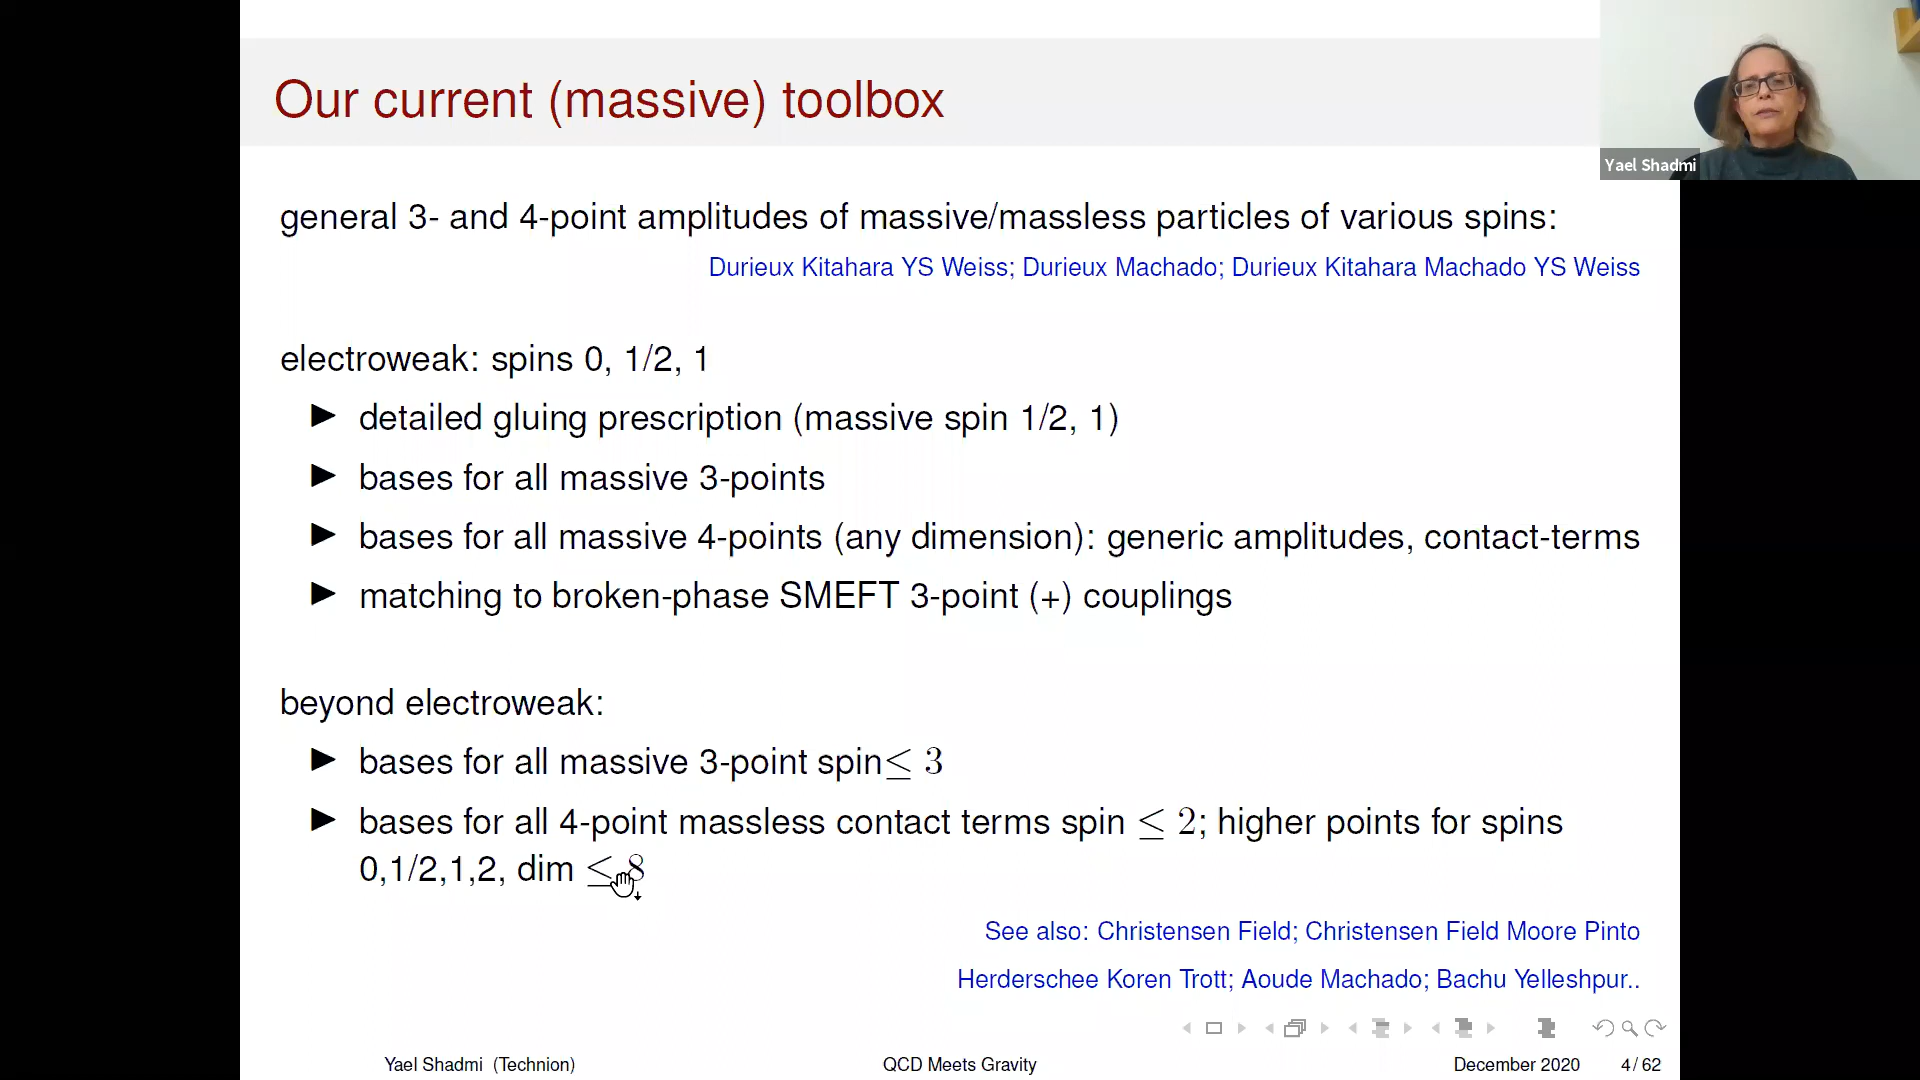 Our current (massive) toolbox
Yael Shadmi
general 3- and 4-point amplitudes of massive/massless particles of various spins:
Durieux Kitahara YS Weiss; Durieux Machado; Durieux Kitahara Machado YS Weiss
electroweak: spins 0, 1/2, 1
▶ detailed gluing prescription (massive spin 1/2, 1)
▶ bases for all massive 3-points
▶ bases for all massive 4-points (any dimension): generic amplitudes, contact-terms
▶ matching to broken-phase SMEFT 3-point (+) couplings
beyond electroweak:
▶ bases for all massive 3-point spin≤ 3
▶ bases for all 4-point massless contact terms spin ≤ 2; higher points for spins
0,1/2,1,2, dim ≤ 8
See also: Christensen Field; Christensen Field Moore Pinto
Herderschee Koren Trott; Aoude Machado; Bachu Yelleshpur..
Yael Shadmi (Technion) QCD Meets Gravity December 2020 4/62